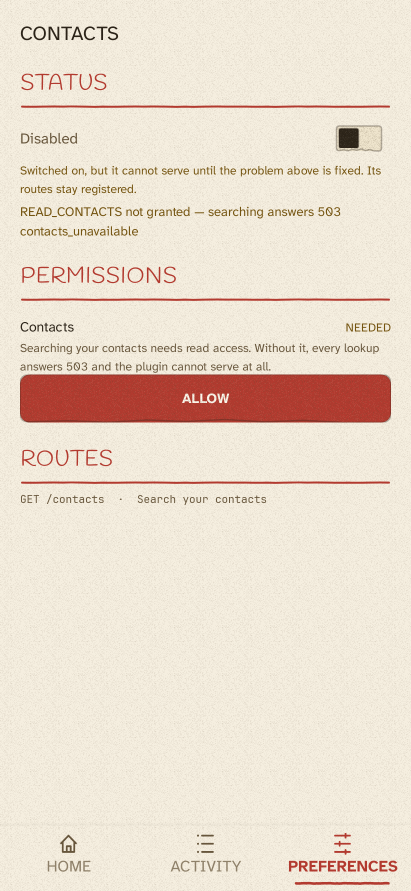 CONTACTS
STATUS
Disabled
Switched on, but it cannot serve until the problem above is fixed. Its
routes stay registered.
READ_CONTACTS not granted — searching answers 503
contacts_unavailable
PERMISSIONS
Contacts
NEEDED
Searching your contacts needs read access. Without it, every lookup
answers 503 and the plugin cannot serve at all.
ALLOW
ROUTES
GET /contacts · Search your contacts
HOME
ACTIVITY
PREFERENCES